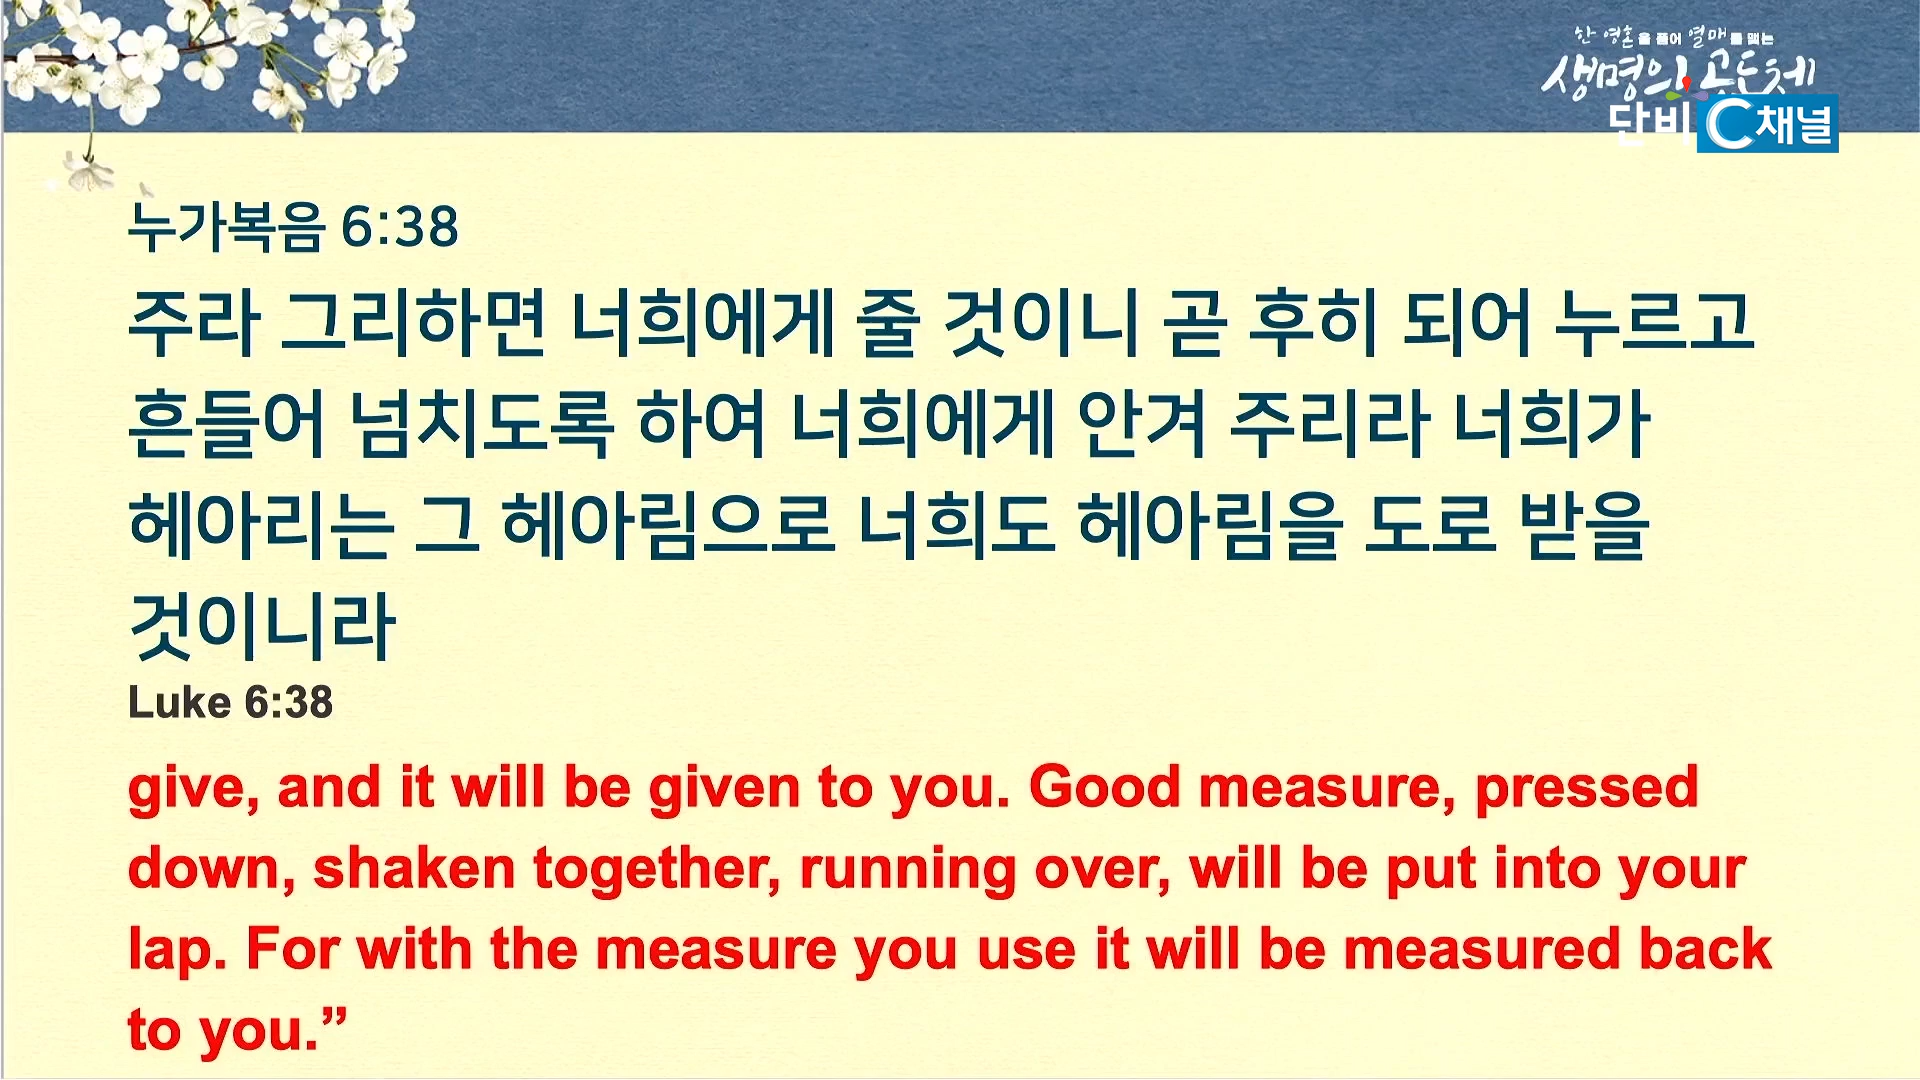 한 영혼을 품어 열매를 맺는
생명의 공동체
단비 C채널
누가복음 6:38
주라 그리하면 너희에게 줄 것이니 곧 후히 되어 누르고
흔들어 넘치도록 하여 너희에게 안겨 주리라 너희가
헤아리는 그 헤아림으로 너희도 헤아림을 도로 받을
것이니라
Luke 6:38
give, and it will be given to you. Good measure, pressed
down, shaken together, running over, will be put into your
lap. For with the measure you use it will be measured back
to you.”